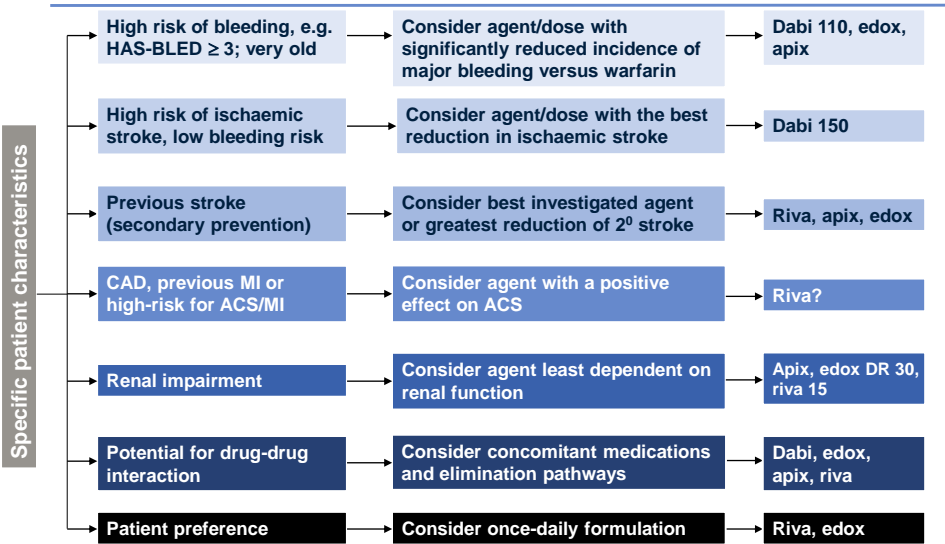 Specific patient characteristics
High risk of bleeding, e.g.
HAS-BLED ≥ 3; very old
Consider agent/dose with
significantly reduced incidence of
major bleeding versus warfarin
Dabi 110, edox,
apix
High risk of ischaemic
stroke, low bleeding risk
Consider agent/dose with the best
reduction in ischaemic stroke
Dabi 150
Previous stroke
(secondary prevention)
Consider best investigated agent
or greatest reduction of 2⁰ stroke
Riva, apix, edox
CAD, previous MI or
high-risk for ACS/MI
Consider agent with a positive
effect on ACS
Riva?
Renal impairment
Consider agent least dependent on
renal function
Apix, edox DR 30,
riva 15
Potential for drug-drug
interaction
Consider concomitant medications
and elimination pathways
Dabi, edox,
apix, riva
Patient preference
Consider once-daily formulation
Riva, edox